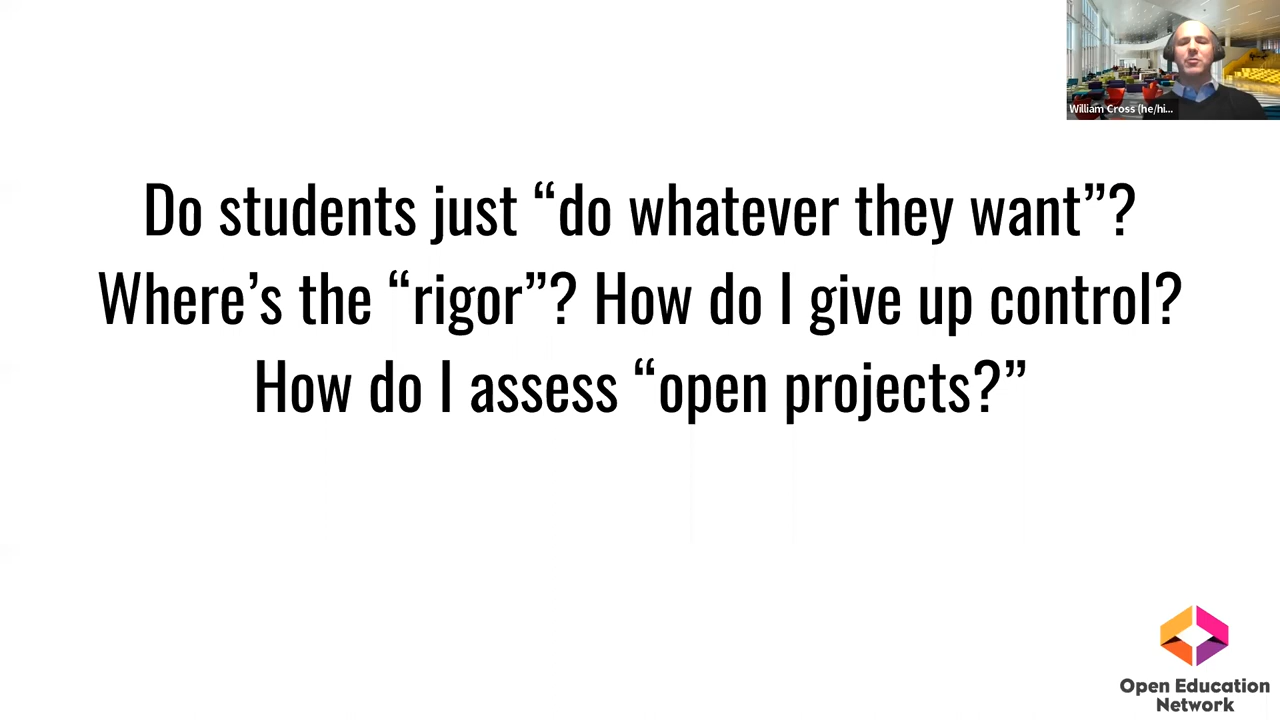 William Cross (he/hi...
Do students just “do whatever they want”?
Where’s the “rigor”? How do I give up control?
How do I assess “open projects?”
Open Education
Network